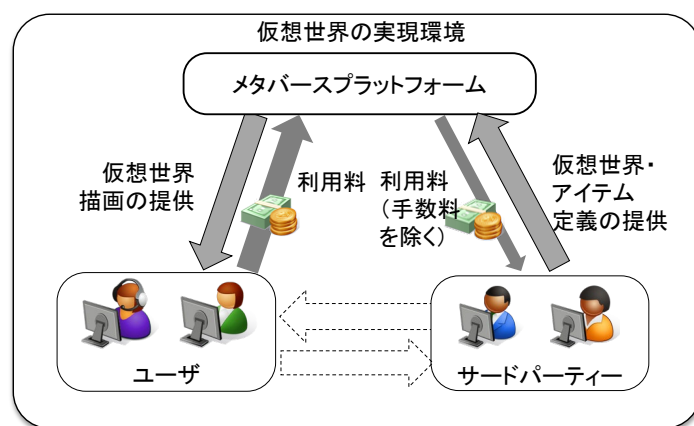 仮想世界の実現環境
メタバースプラットフォーム
仮想世界
描画の提供
利用料
利用料
（手数料
を除く）
仮想世界・
アイテム
定義の提供
ユーザ
サードパーティー